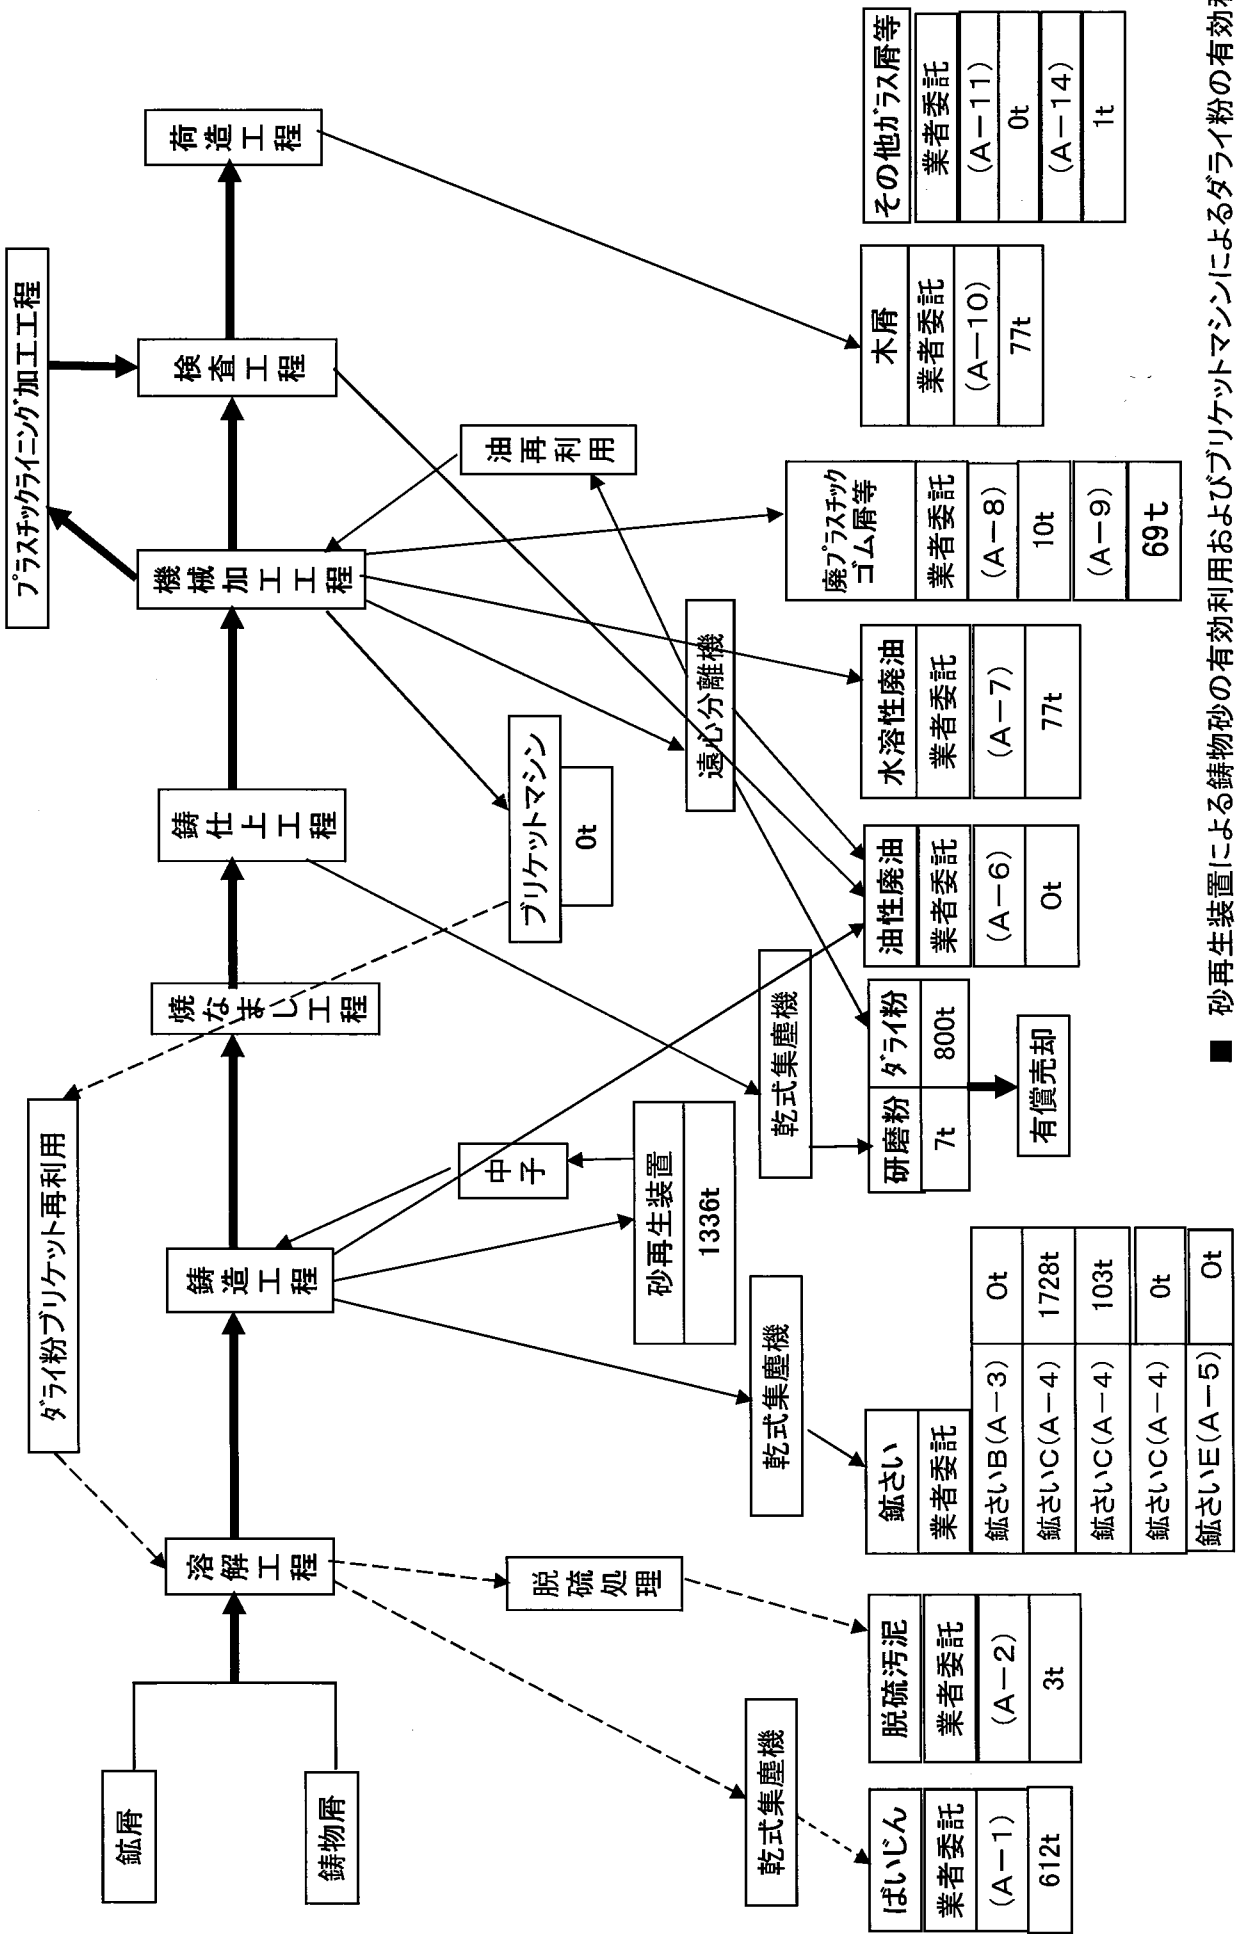 鉱屑
鋳物屑
溶解工程
鋳造工程
焼なまし工程
鋳仕上工程
機械加工工程
検査工程
荷造工程
プラスチックライニング加工工程
ダライ粉ブリケット再利用
脱硫処理
中子
油再利用
砂再生装置
1336t
ブリケットマシン
0t
遠心分離機
乾式集塵機
乾式集塵機
乾式集塵機
ばいじん
業者委託
(A-1)
612t
脱硫汚泥
業者委託
(A-2)
3t
鉱さい
業者委託
鉱さいB(A-3) 0t
鉱さいC(A-4) 1728t
鉱さいC(A-4) 103t
鉱さいC(A-4) 0t
鉱さいE(A-5) 0t
研磨粉 ダライ粉
7t 800t
有償売却
油性廃油
業者委託
(A-6)
0t
水溶性廃油
業者委託
(A-7)
77t
廃プラスチック
ゴム屑等
業者委託
(A-8)
10t
(A-9)
69t
木屑
業者委託
(A-10)
77t
その他ガラス屑等
業者委託
(A-11)
0t
(A-14)
1t
■ 砂再生装置による鋳物砂の有効利用およびブリケットマシンによるダライ粉の有効